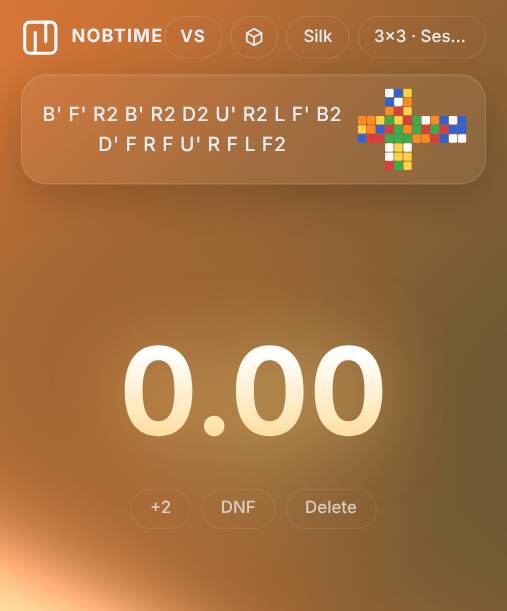 NOBTIME VS Silk 3×3 · Ses...
B' F' R2 B' R2 D2 U' R2 L F' B2
D' F R F U' R F L F2
0.00
+2 DNF Delete